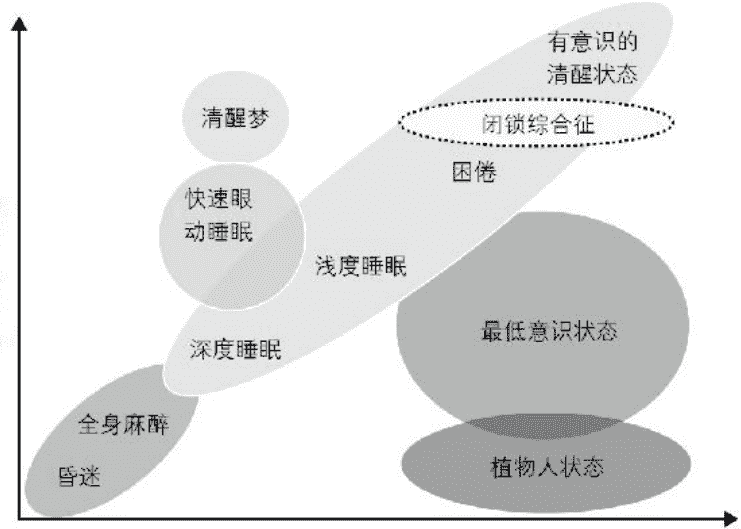 有意识的
清醒状态
清醒梦
闭锁综合征
困倦
快速眼
动睡眠
浅度睡眠
最低意识状态
深度睡眠
全身麻醉
昏迷
植物人状态